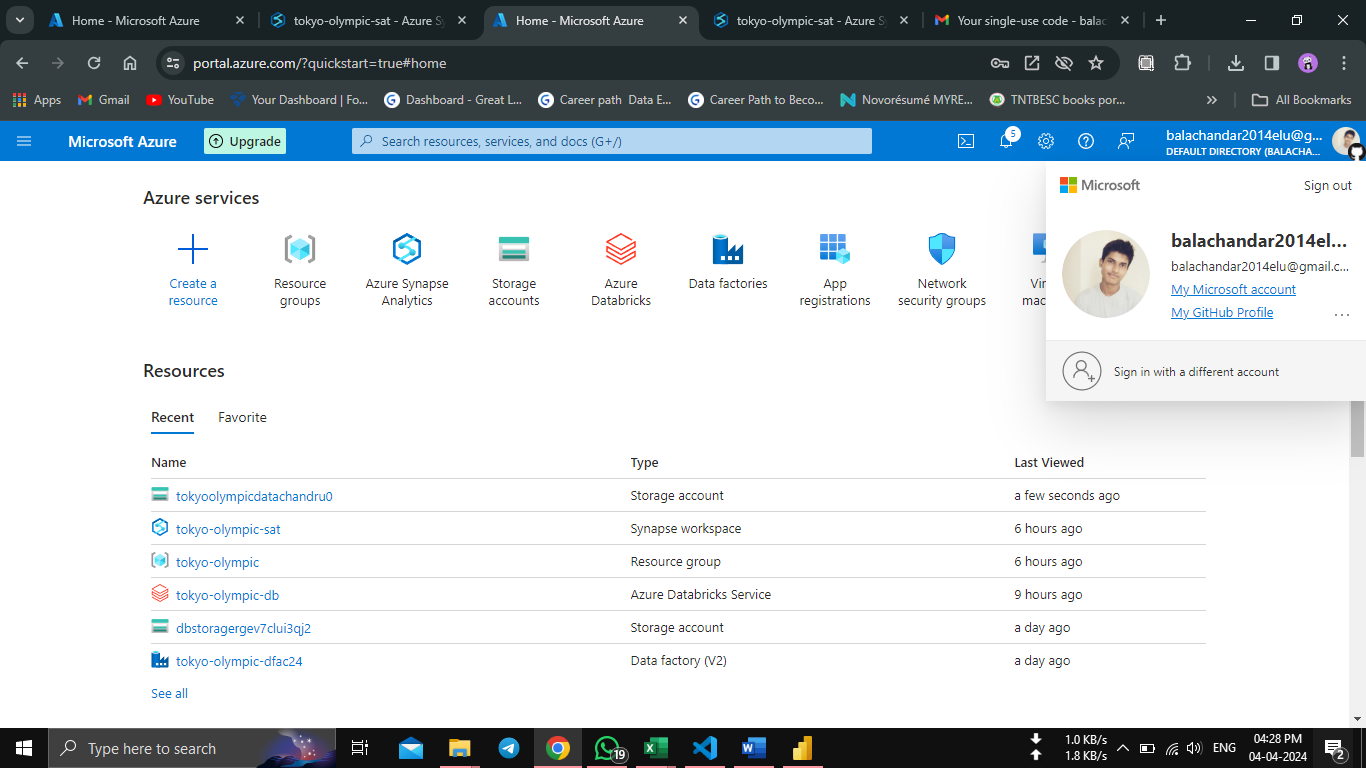 Home - Microsoft Azure
tokyo-olympic-sat - Azure Sy
Home - Microsoft Azure
tokyo-olympic-sat - Azure Sy
Your single-use code - balac
portal.azure.com/?quickstart=true#home
Apps
Gmail
YouTube
Your Dashboard | Fo...
Dashboard - Great L...
Career path Data E...
Career Path to Beco...
Novorésumé MYRE...
TNTBESC books por...
All Bookmarks
Microsoft Azure
Upgrade
Search resources, services, and docs (G+/)
5
balachandar2014elu@g...
DEFAULT DIRECTORY (BALACHA...
Microsoft
Sign out
balachandar2014el...
balachandar2014elu@gmail.c...
My Microsoft account
My GitHub Profile
...
Sign in with a different account
Azure services
Create a
resource
Resource
groups
Azure Synapse
Analytics
Storage
accounts
Azure
Databricks
Data factories
App
registrations
Network
security groups
Resources
Recent
Favorite
Name Type Last Viewed
tokyoolympicdatachandru0 Storage account a few seconds ago
tokyo-olympic-sat Synapse workspace 6 hours ago
tokyo-olympic Resource group 6 hours ago
tokyo-olympic-db Azure Databricks Service 9 hours ago
dbstoragergev7clui3qj2 Storage account a day ago
tokyo-olympic-dfac24 Data factory (V2) a day ago
See all
Type here to search
19
1.0 KB/s
1.8 KB/s
ENG
04:28 PM
04-04-2024
2